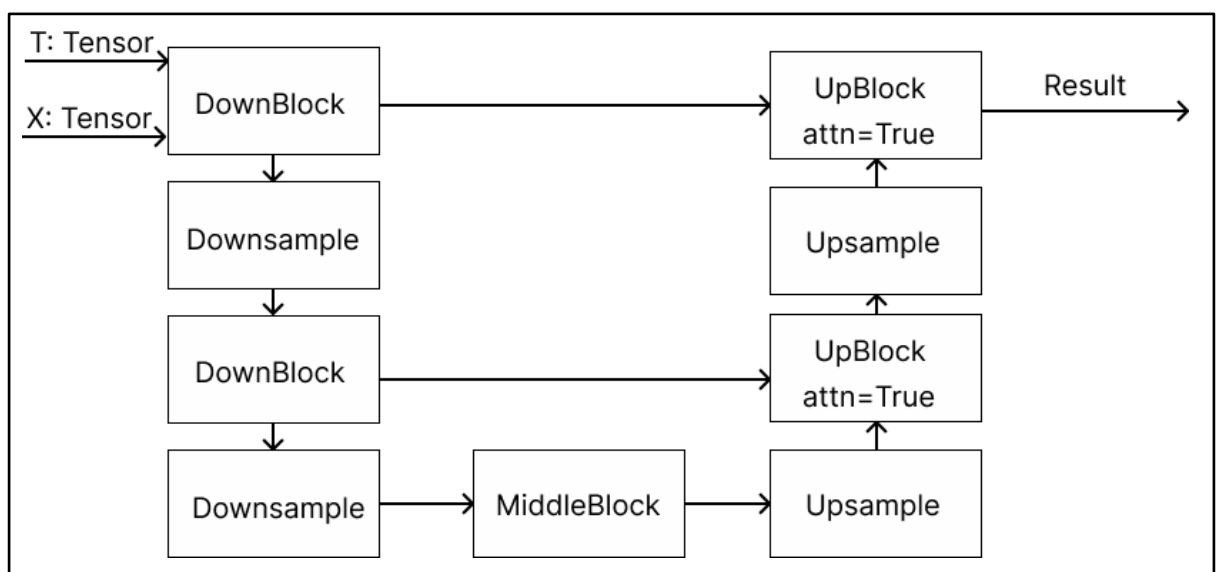 T: Tensor
X: Tensor
DownBlock
UpBlock
attn=True
Result
Downsample
Upsample
DownBlock
UpBlock
attn=True
Downsample
MiddleBlock
Upsample